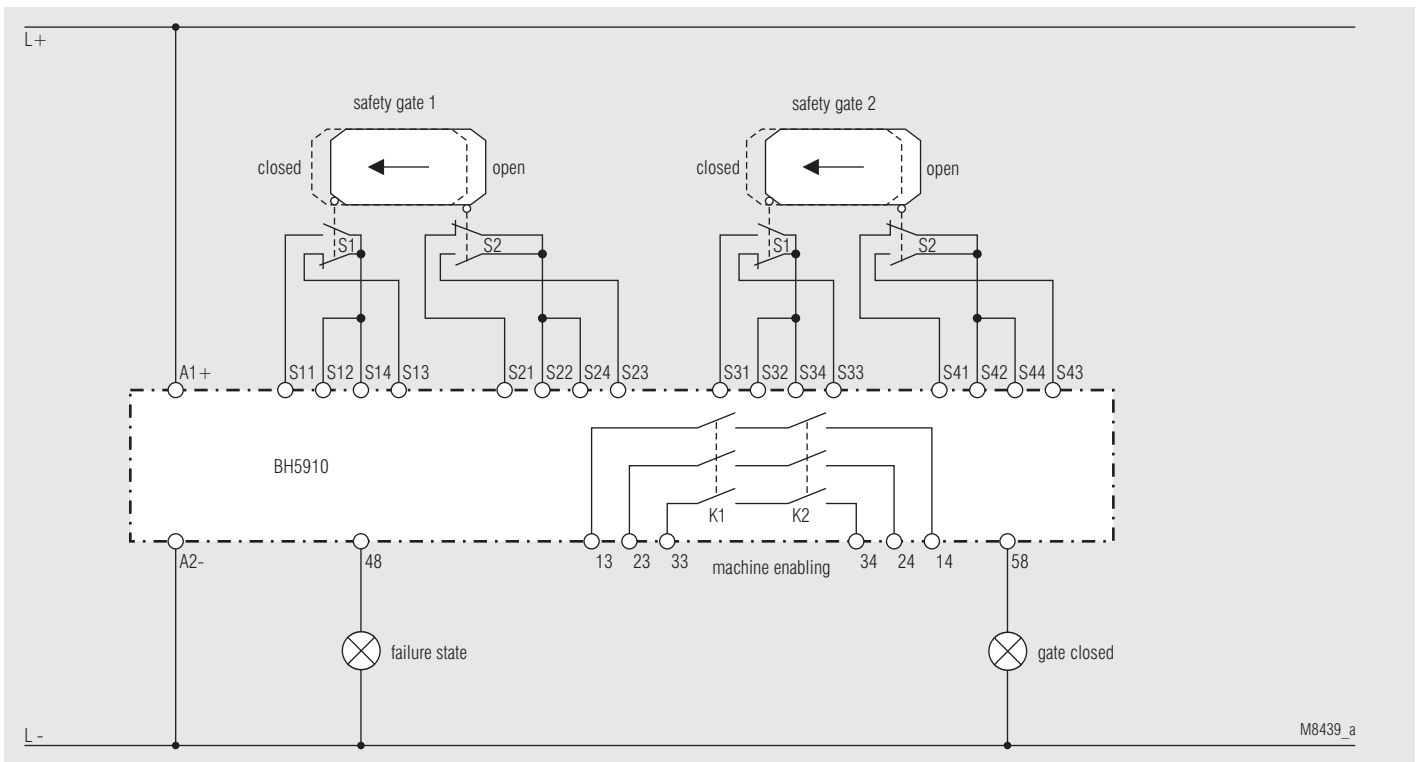 L+
safety gate 1
safety gate 2
closed
open
closed
open
S1
S2
S1
S2
A1+
S11
S12
S14
S13
S21
S22
S24
S23
S31
S32
S34
S33
S41
S42
S44
S43
BH5910
K1
K2
A2-
48
13
23
33
machine enabling
34
24
14
58
failure state
gate closed
L -
M8439_a